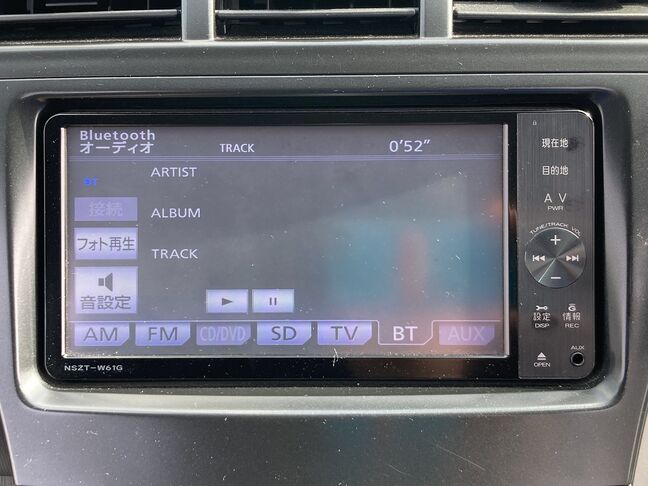 Bluetooth
オーディオ TRACK 0'52"
BT
ARTIST
接続
ALBUM
フォト再生
TRACK
音設定
AM FM CD/DVD SD TV BT AUX
NSZT-W61G
現在地
目的地
AV
PWR
TUNE/TRACK VOL
+
−
設定 情報
DISP REC
AUX
OPEN